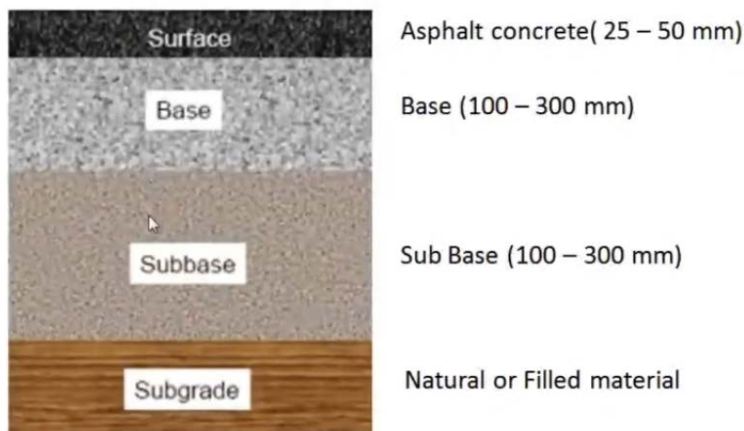 Surface
Asphalt concrete( 25 – 50 mm)
Base
Base (100 – 300 mm)
Subbase
Sub Base (100 – 300 mm)
Subgrade
Natural or Filled material